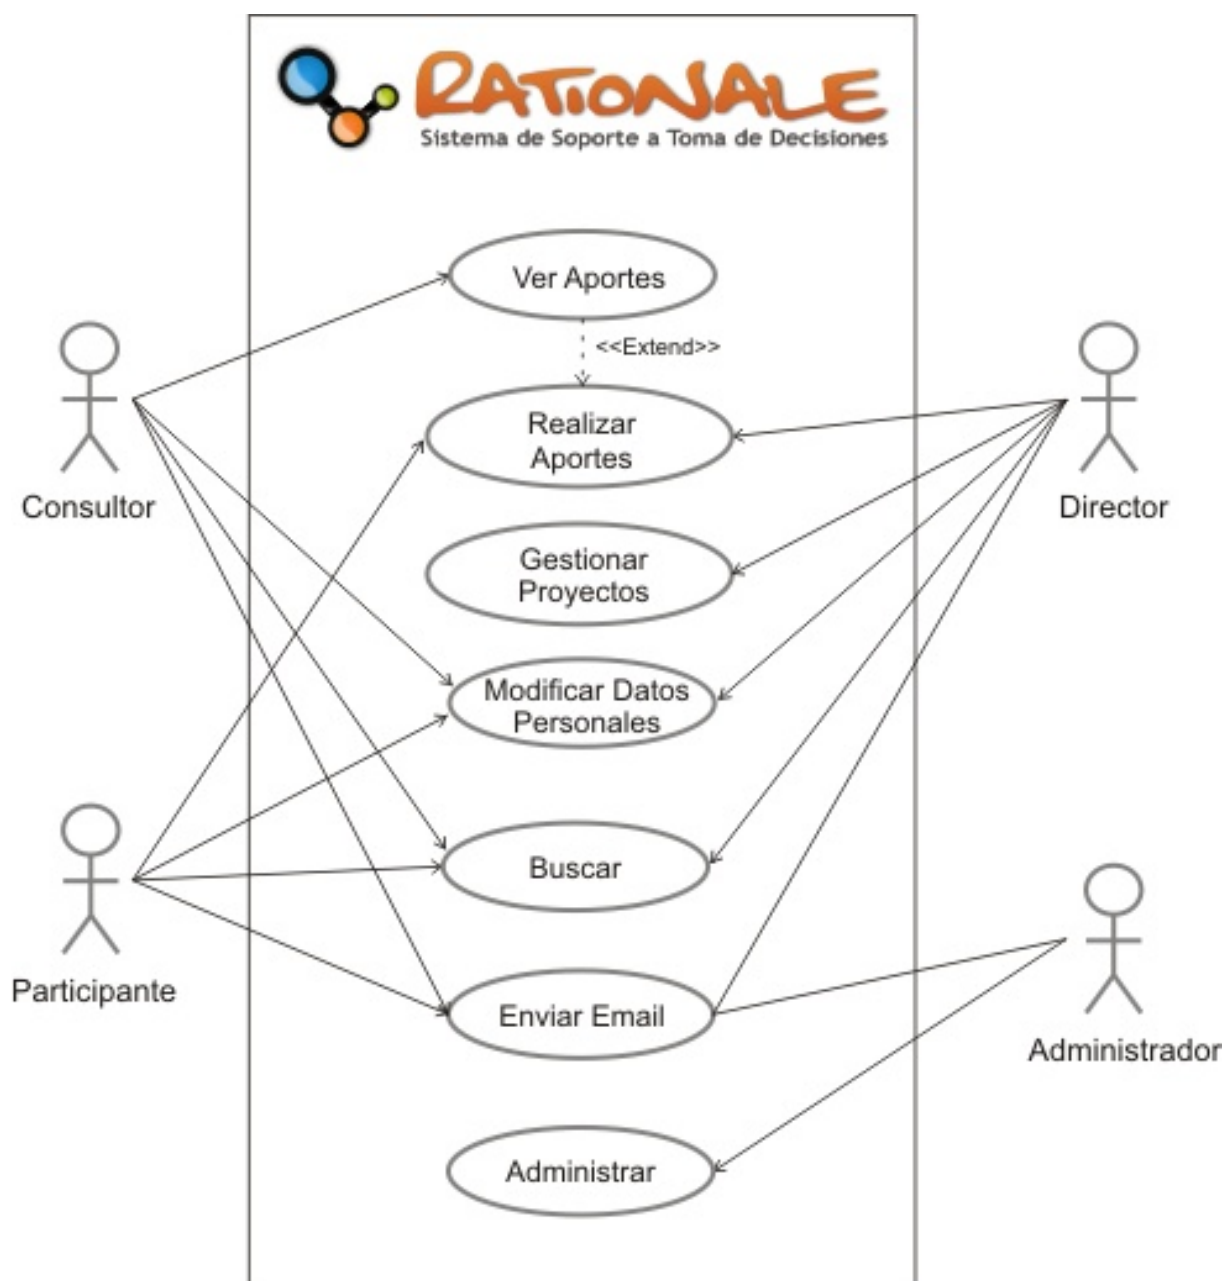 RATIONALE
Sistema de Soporte a Toma de Decisiones
Ver Aportes
<<Extend>>
Realizar
Aportes
Consultor
Director
Gestionar
Proyectos
Modificar Datos
Personales
Buscar
Participante
Enviar Email
Administrador
Administrar